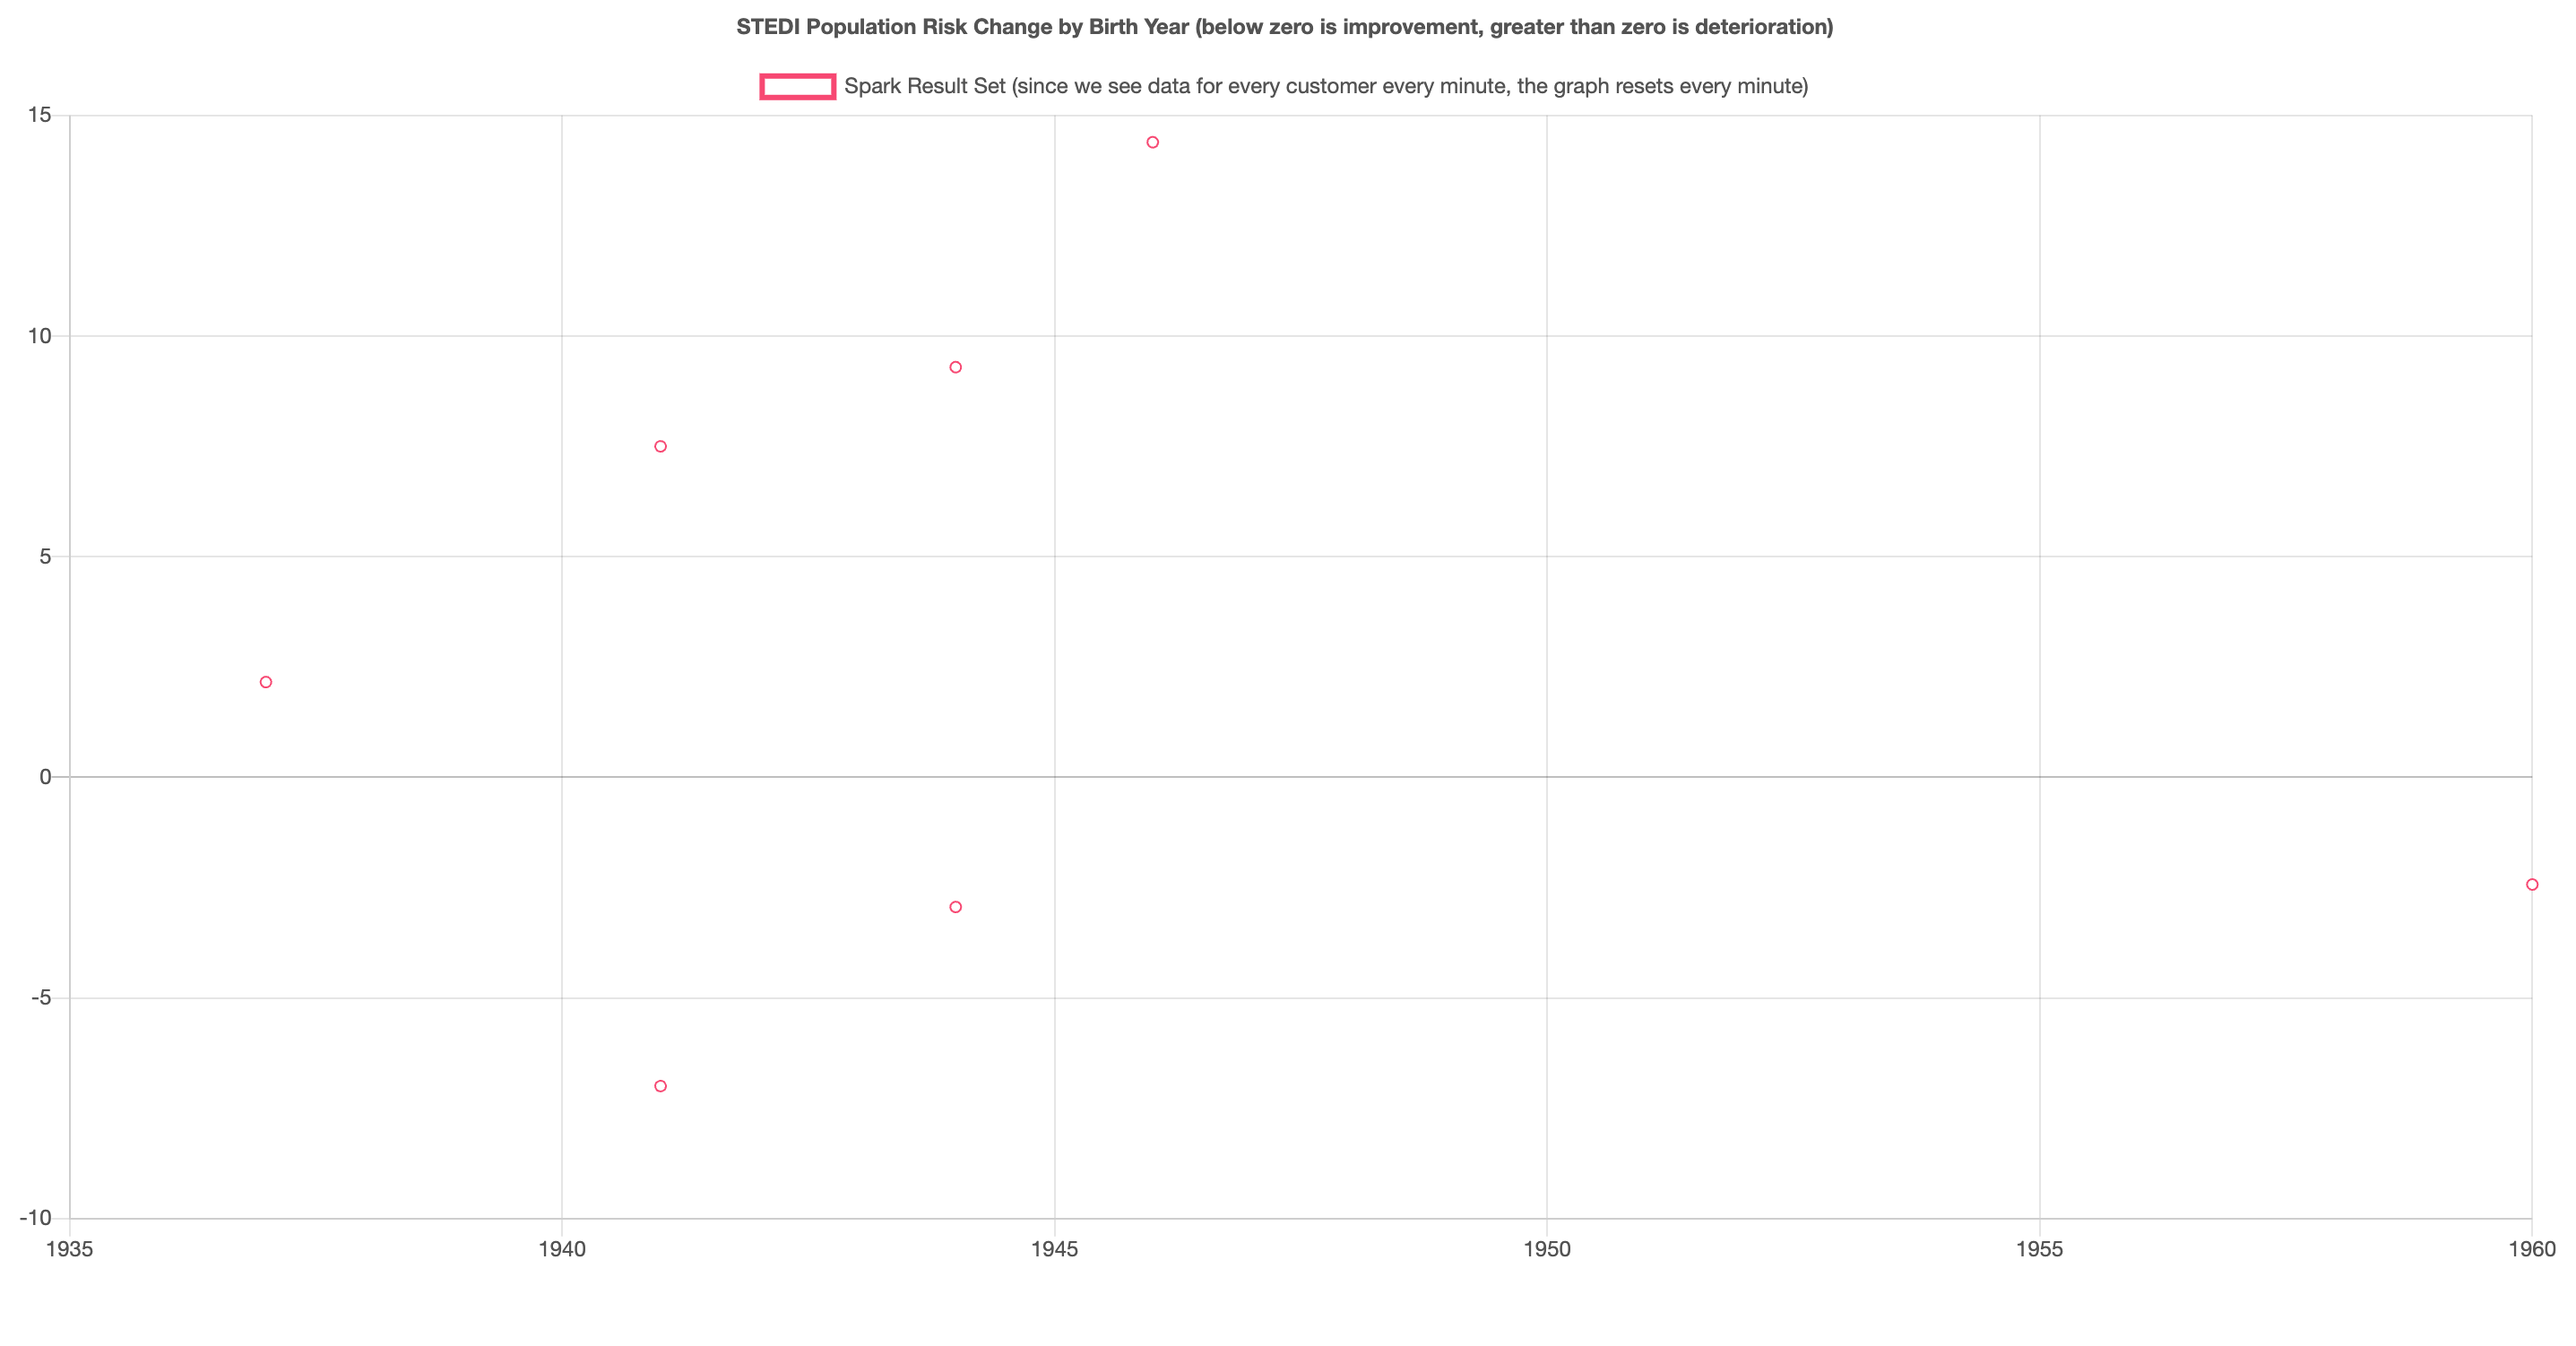 STEDI Population Risk Change by Birth Year (below zero is improvement, greater than zero is deterioration)
Spark Result Set (since we see data for every customer every minute, the graph resets every minute)
15
10
5
0
-5
-10
1935 1940 1945 1950 1955 1960